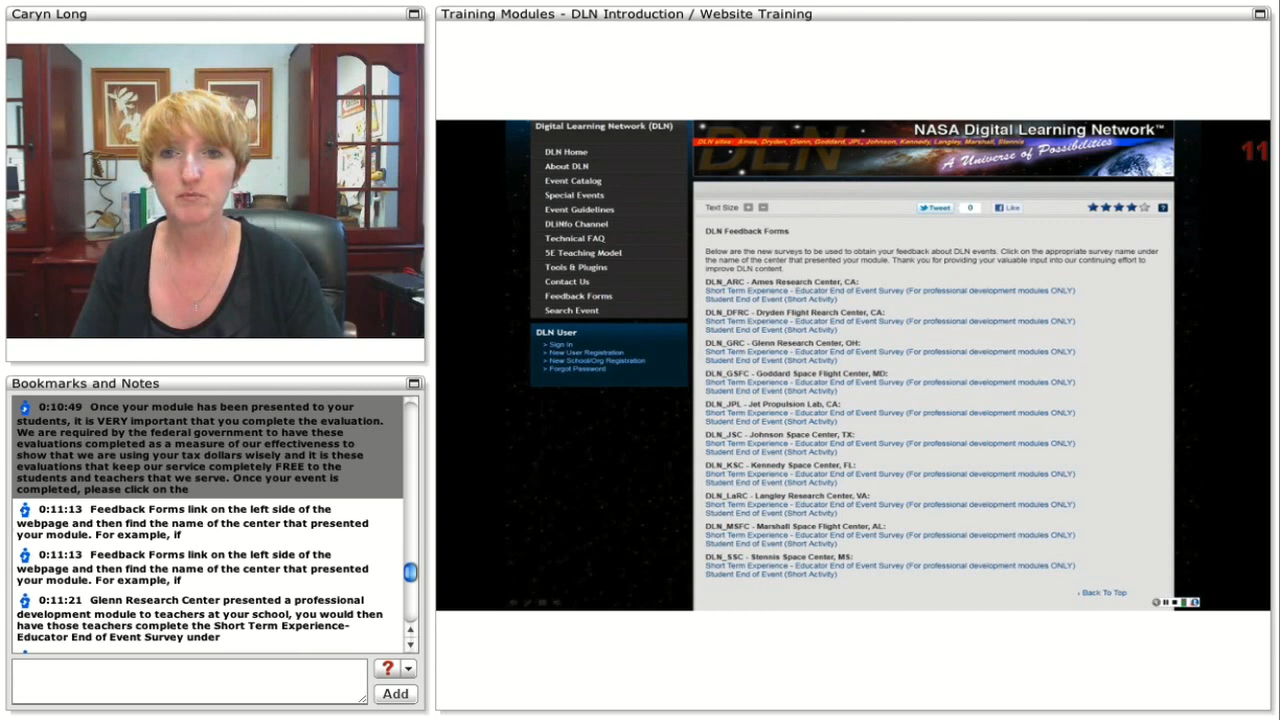 Caryn Long
Training Modules - DLN Introduction / Website Training
Bookmarks and Notes
your module has been presented to your
students, it is VERY important that you complete the evaluation.
We are required by the federal government to have these
evaluations completed as a measure of our effectiveness to
use your tax dollars wisely and it is these
evaluations that keep our service completely FREE to the
students and teachers that we serve. Once your event is
completed, please click on the
0:11:12 Feedback Forms link on the left side of the
webpage and then find the name of the center that presented
your module. For example, if
0:11:13 Feedback Forms link on the left side of the
webpage and then find the name of the center that presented
your module. For example, if
0:11:21 Glenn Research Center presented a professional
development module to teachers at your school, you would then
have those teachers complete the Short Term Experience-
Educator End of Event Survey under
?
Add
Digital Learning Network (DLN)
DLN Home
About DLN
Event Catalog
Special Events
Event Guidelines
DLiNfo Channel
Technical FAQ
5E Teaching Model
Tools & Plugins
Contact Us
Feedback Forms
Search Event
DLN User
> Sign In
> New User Registration
> New School/Org Registration
> Forgot Password
DLN
NASA Digital Learning Network™
DLN sites: Ames, Dryden, Glenn, Goddard, JPL, Johnson, Kennedy, Langley, Marshall, Stennis
A Universe of Possibilities
11
Text Size + -
Tweet 0 Like ?
DLN Feedback Forms
Below are the new surveys to be used to obtain your feedback about DLN events. Click on the appropriate survey name under
the name of the center that presented your module. Thank you for providing your valuable input into our continuing effort to
improve DLN content.
DLN_ARC - Ames Research Center, CA:
Short Term Experience - Educator End of Event Survey (For professional development modules ONLY)
Student End of Event (Short Activity)
DLN_DFRC - Dryden Flight Rearch Center, CA:
Short Term Experience - Educator End of Event Survey (For professional development modules ONLY)
Student End of Event (Short Activity)
DLN_GRC - Glenn Research Center, OH:
Short Term Experience - Educator End of Event Survey (For professional development modules ONLY)
Student End of Event (Short Activity)
DLN_GSFC - Goddard Space Flight Center, MD:
Short Term Experience - Educator End of Event Survey (For professional development modules ONLY)
Student End of Event (Short Activity)
DLN_JPL - Jet Propulsion Lab, CA:
Short Term Experience - Educator End of Event Survey (For professional development modules ONLY)
Student End of Event (Short Activity)
DLN_JSC - Johnson Space Center, TX:
Short Term Experience - Educator End of Event Survey (For professional development modules ONLY)
Student End of Event (Short Activity)
DLN_KSC - Kennedy Space Center, FL:
Short Term Experience - Educator End of Event Survey (For professional development modules ONLY)
Student End of Event (Short Activity)
DLN_LaRC - Langley Research Center, VA:
Short Term Experience - Educator End of Event Survey (For professional development modules ONLY)
Student End of Event (Short Activity)
DLN_MSFC - Marshall Space Flight Center, AL:
Short Term Experience - Educator End of Event Survey (For professional development modules ONLY)
Student End of Event (Short Activity)
DLN_SSC - Stennis Space Center, MS:
Short Term Experience - Educator End of Event Survey (For professional development modules ONLY)
Student End of Event (Short Activity)
Back To Top